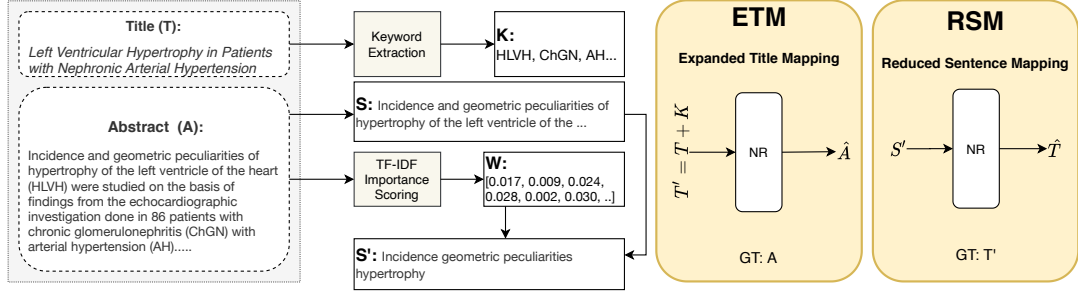 Title (T):
Left Ventricular Hypertrophy in Patients
with Nephronic Arterial Hypertension
Abstract (A):
Incidence and geometric peculiarities of
hypertrophy of the left ventricle of the heart
(HLVH) were studied on the basis of
findings from the echocardiographic
investigation done in 86 patients with
chronic glomerulonephritis (ChGN) with
arterial hypertension (AH).....
Keyword
Extraction
K:
HLVH, ChGN, AH...
S: Incidence and geometric peculiarities of
hypertrophy of the left ventricle of the ...
TF-IDF
Importance
Scoring
W:
[0.017, 0.009, 0.024,
0.028, 0.002, 0.030, ..]
S': Incidence geometric peculiarities
hypertrophy
ETM
Expanded Title Mapping
T' = T + K
NR
Â
GT: A
RSM
Reduced Sentence Mapping
S'
NR
T̂
GT: T'